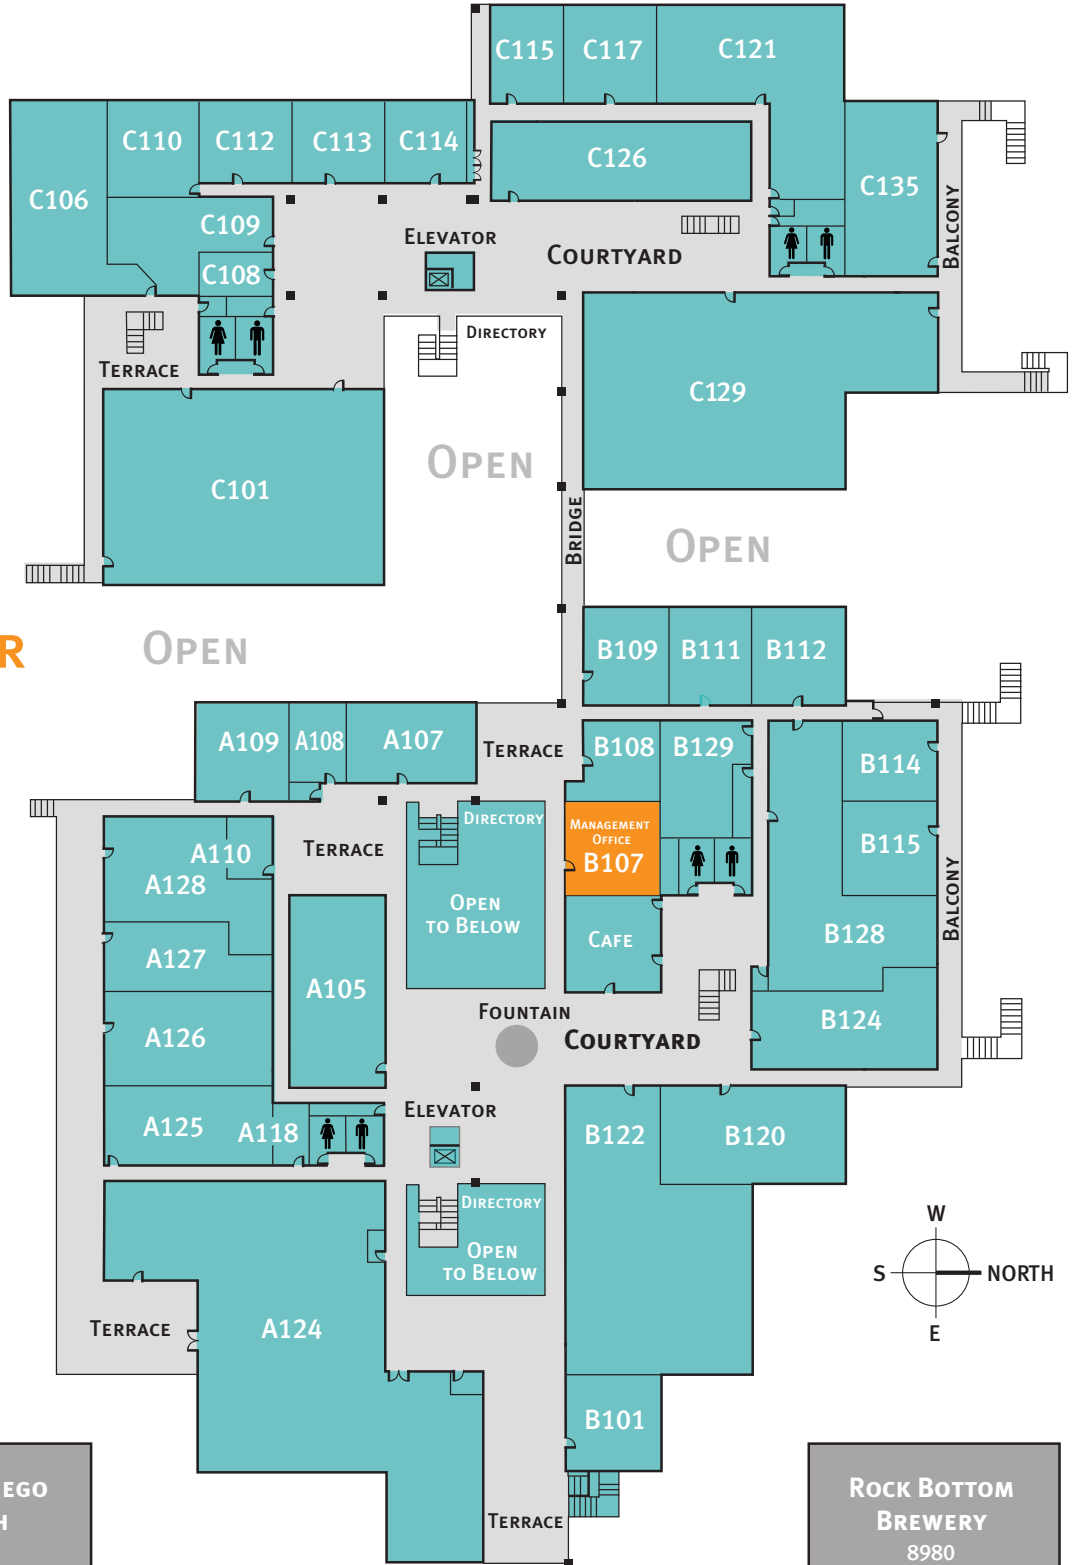 C115
C117
C121
C110
C112
C113
C114
C126
C106
C135
C109
C108
BALCONY
ELEVATOR
COURTYARD
DIRECTORY
TERRACE
C129
OPEN
C101
BRIDGE
OPEN
R
OPEN
B109
B111
B112
A109
A108
A107
TERRACE
B108
B129
B114
DIRECTORY
MANAGEMENT
OFFICE
B107
TERRACE
A110
A128
B115
OPEN
TO BELOW
CAFE
BALCONY
B128
A127
A105
FOUNTAIN
COURTYARD
B124
A126
ELEVATOR
A125
A118
B122
B120
DIRECTORY
OPEN
TO BELOW
W
S
NORTH
E
TERRACE
A124
B101
TERRACE
EGO
H
ROCK BOTTOM
BREWERY
8980